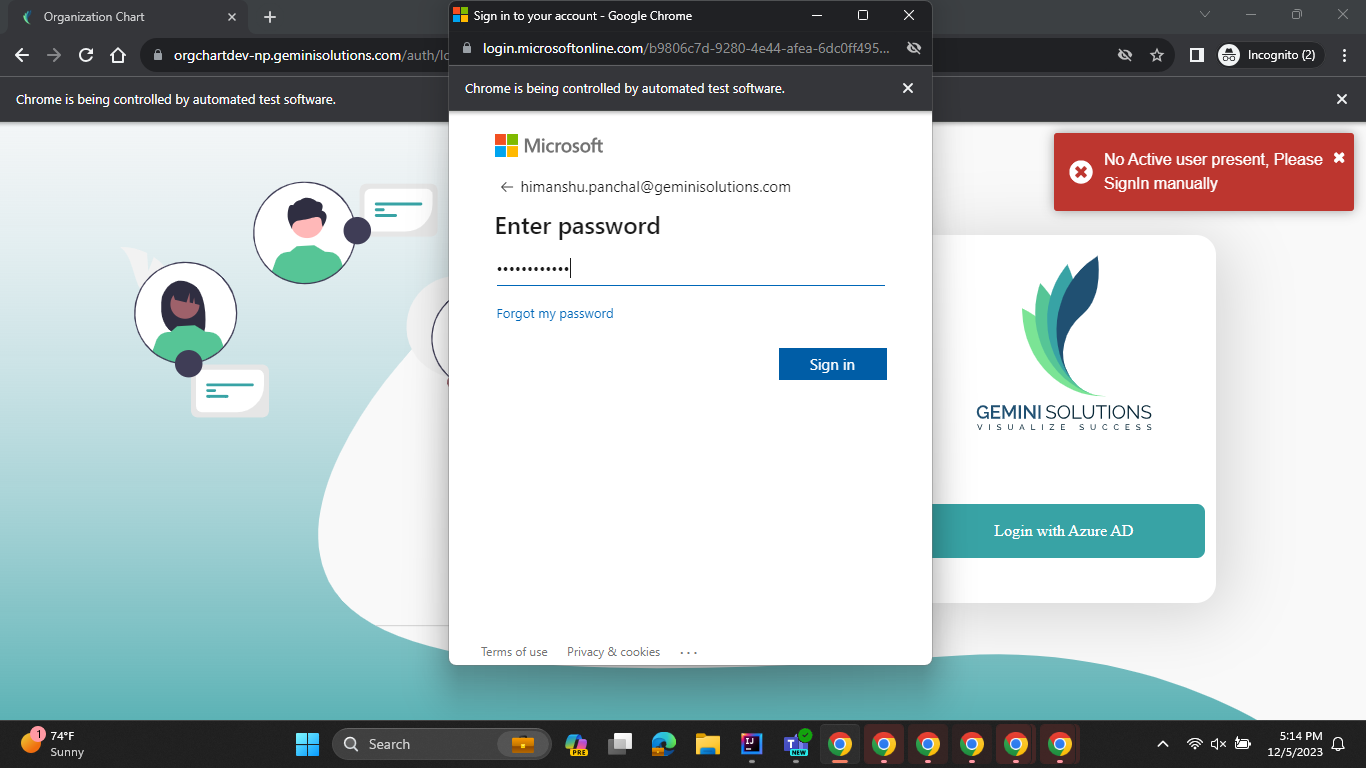 Organization Chart
Sign in to your account - Google Chrome
orgchartdev-np.geminisolutions.com/auth/lo
login.microsoftonline.com/b9806c7d-9280-4e44-afea-6dc0ff495...
Incognito (2)
Chrome is being controlled by automated test software.
Chrome is being controlled by automated test software.
Microsoft
himanshu.panchal@geminisolutions.com
Enter password
••••••••••••
Forgot my password
Sign in
Terms of use Privacy & cookies ...
No Active user present, Please
SignIn manually
GEMINI SOLUTIONS
VISUALIZE SUCCESS
Login with Azure AD
1
74°F
Sunny
Search
PRE
IJ
T
NEW
5:14 PM
12/5/2023